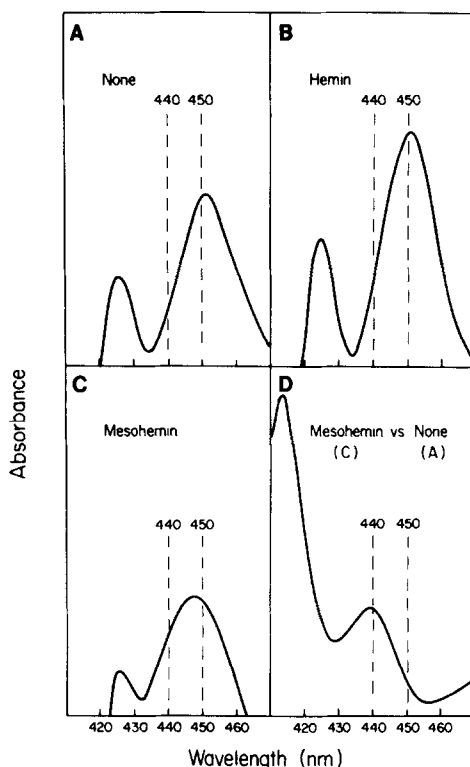 A
None
440 450
B
Hemin
440 450
C
Mesohemin
440 450
D
Mesohemin vs None
(C) (A)
440 450
Absorbance
420 430 440 450 460
420 430 440 450 460
Wavelength (nm)